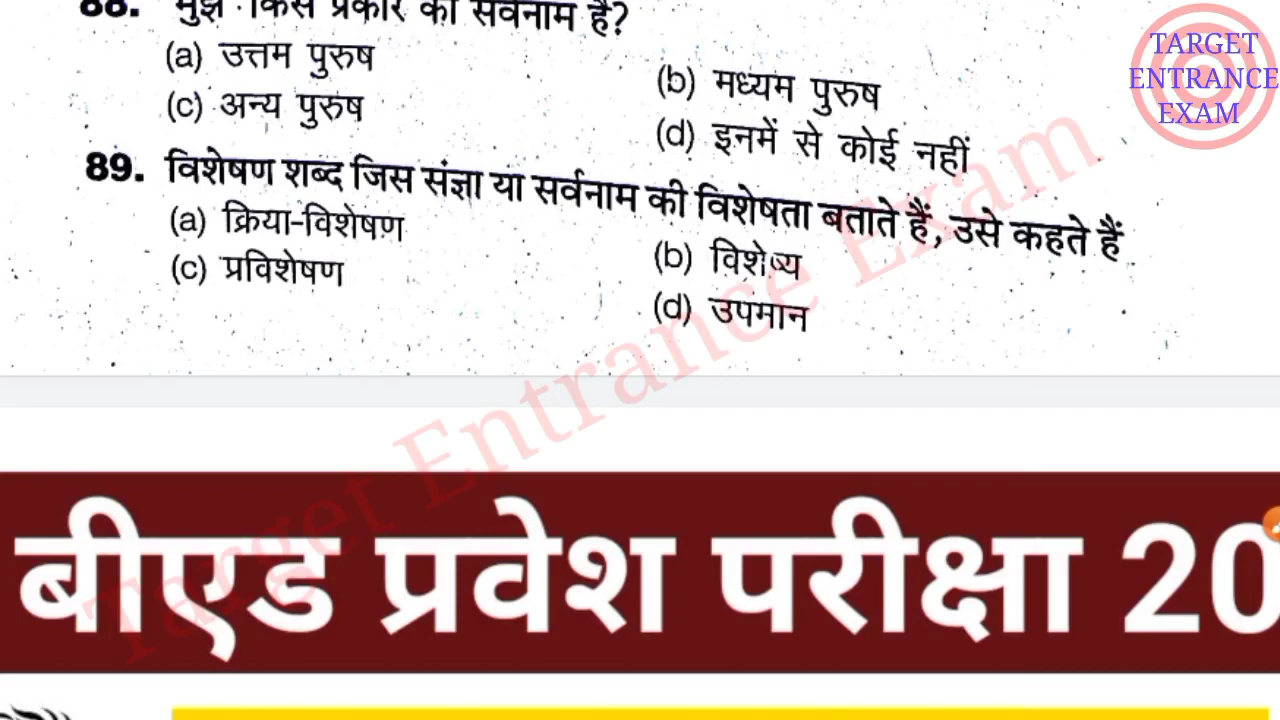 88. मुझे किस प्रकार का सर्वनाम है?
(a) उत्तम पुरुष
(b) मध्यम पुरुष
(c) अन्य पुरुष
(d) इनमें से कोई नहीं
89. विशेषण शब्द जिस संज्ञा या सर्वनाम की विशेषता बताते हैं, उसे कहते हैं
(a) क्रिया-विशेषण
(b) विशेष्य
(c) प्रविशेषण
(d) उपमान
TARGET
ENTRANCE
EXAM
Target Entrance Exam
बीएड प्रवेश परीक्षा 20